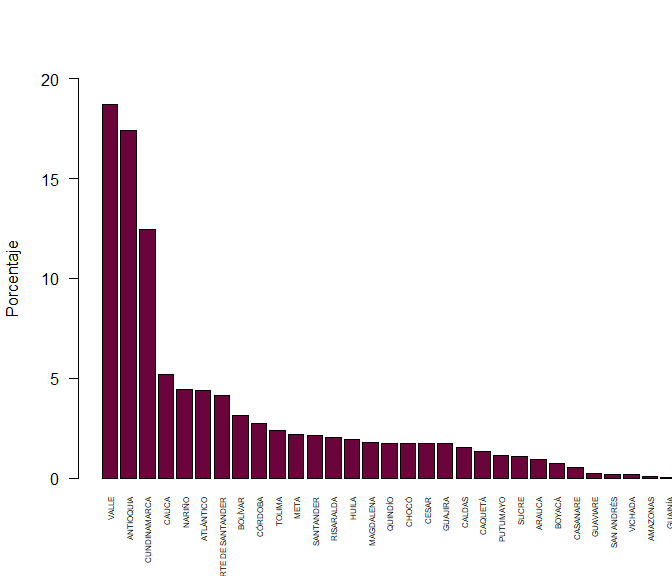 Porcentaje
20
15
10
5
0
VALLE
ANTIOQUIA
CUNDINAMARCA
CAUCA
NARIÑO
ATLÁNTICO
RTE DE SANTANDER
BOLÍVAR
CÓRDOBA
TOLIMA
META
SANTANDER
RISARALDA
HUILA
MAGDALENA
QUINDÍO
CHOCÓ
CESAR
GUAJIRA
CALDAS
CAQUETÁ
PUTUMAYO
SUCRE
ARAUCA
BOYACÁ
CASANARE
GUAVIARE
SAN ANDRÉS
VICHADA
AMAZONAS
GUAINÍA